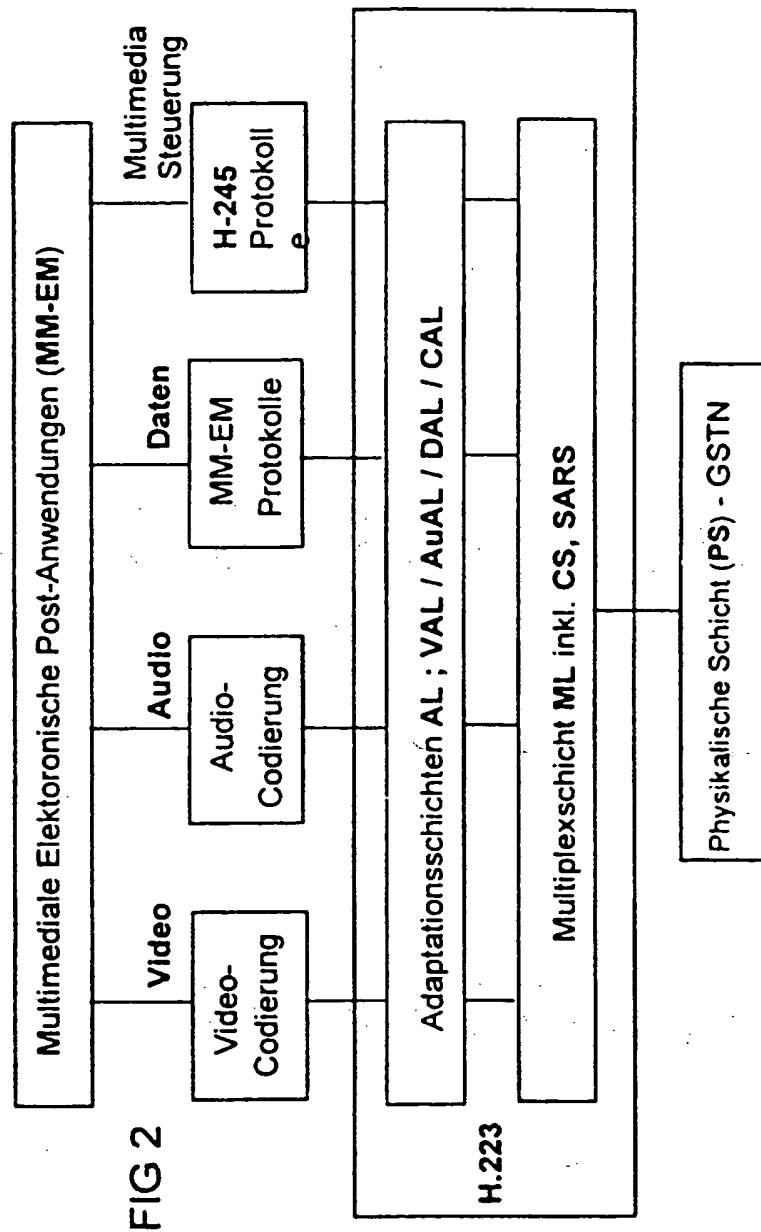 FIG 2
Multimediale Elektoronische Post-Anwendungen (MM-EM)
Video
Audio
Daten
Multimedia
Steuerung
Video-
Codierung
Audio-
Codierung
MM-EM
Protokolle
H-245
Protokoll
e
H.223
Adaptationsschichten AL ; VAL / AuAL / DAL / CAL
Multiplexschicht ML inkl. CS, SARS
Physikalische Schicht (PS) - GSTN